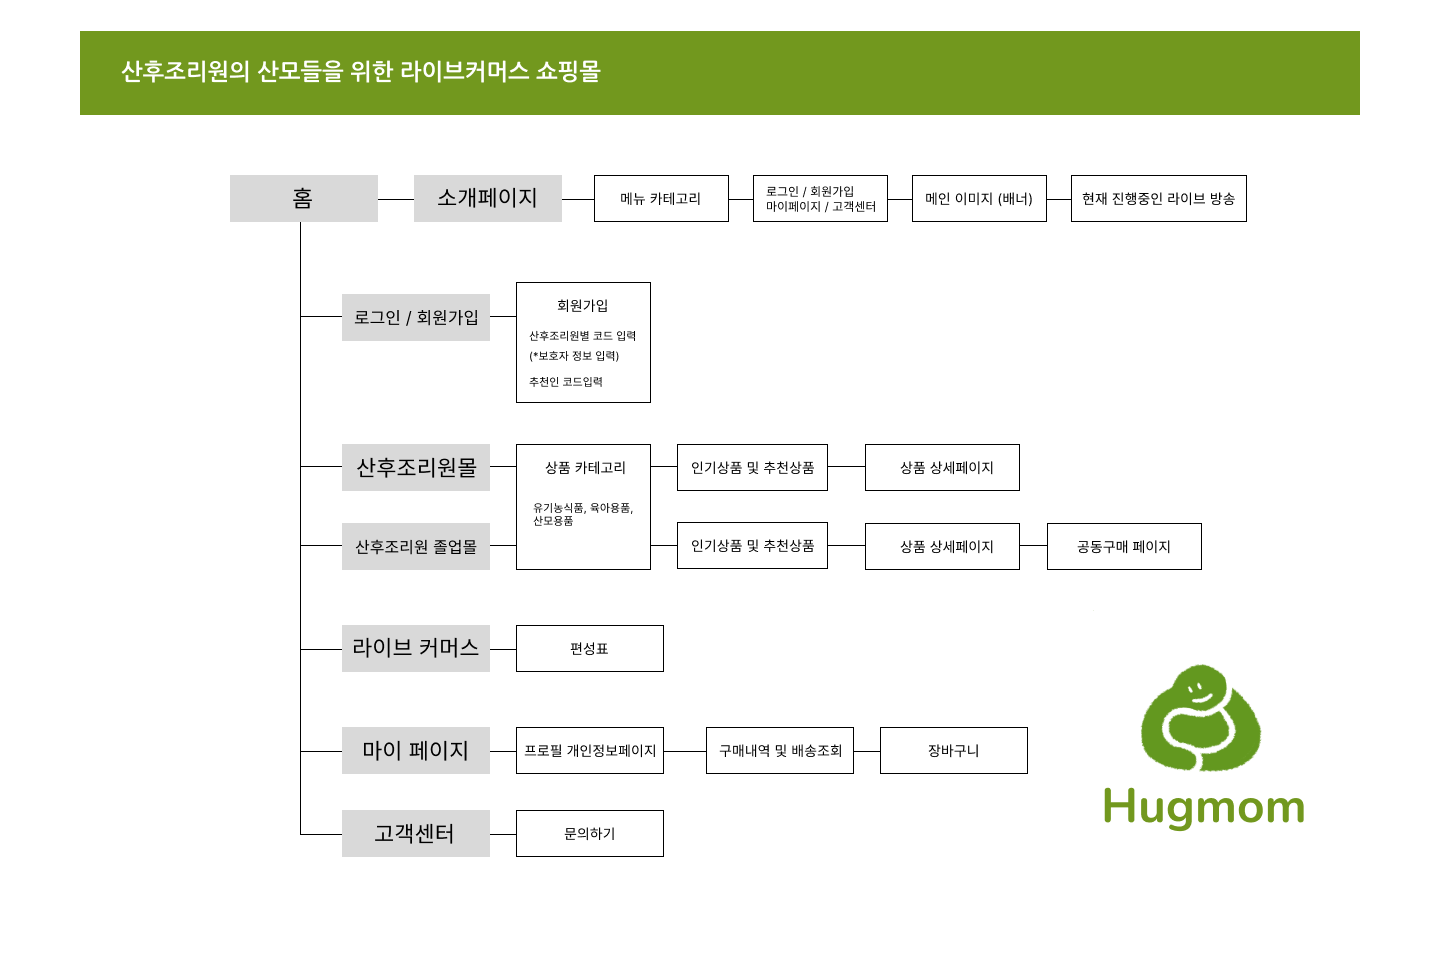 산후조리원의 산모들을 위한 라이브커머스 쇼핑몰
홈
소개페이지
메뉴 카테고리
로그인 / 회원가입
마이페이지 / 고객센터
메인 이미지 (배너)
현재 진행중인 라이브 방송
로그인 / 회원가입
회원가입
산후조리원별 코드 입력
(*보호자 정보 입력)
추천인 코드입력
산후조리원몰
상품 카테고리
유기농식품, 육아용품,
산모용품
인기상품 및 추천상품
상품 상세페이지
산후조리원 졸업몰
인기상품 및 추천상품
상품 상세페이지
공동구매 페이지
라이브 커머스
편성표
마이 페이지
프로필 개인정보페이지
구매내역 및 배송조회
장바구니
고객센터
문의하기
Hugmom